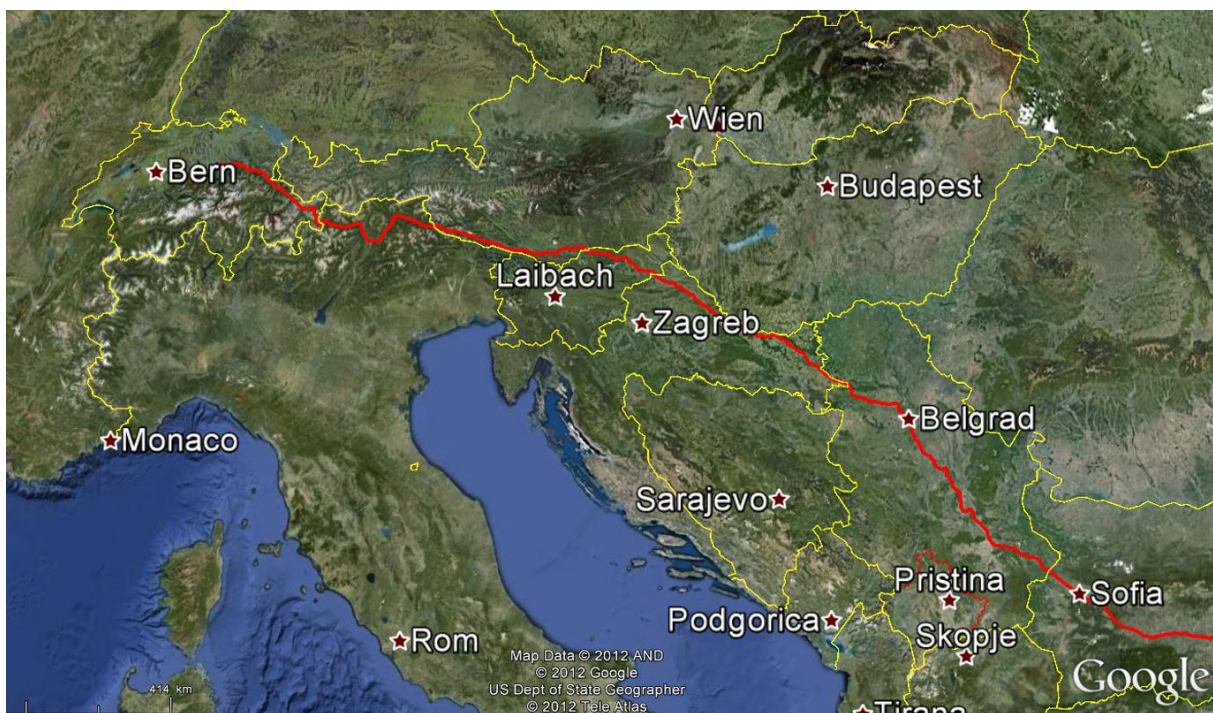 Wien
Bern
Budapest
Laibach
Zagreb
Belgrad
Monaco
Sarajevo
Pristina
Sofia
Podgorica
Skopje
Rom
Map Data © 2012 AND
© 2012 Google
US Dept of State Geographer
© 2012 Tele Atlas
414 km
Google
Tirana